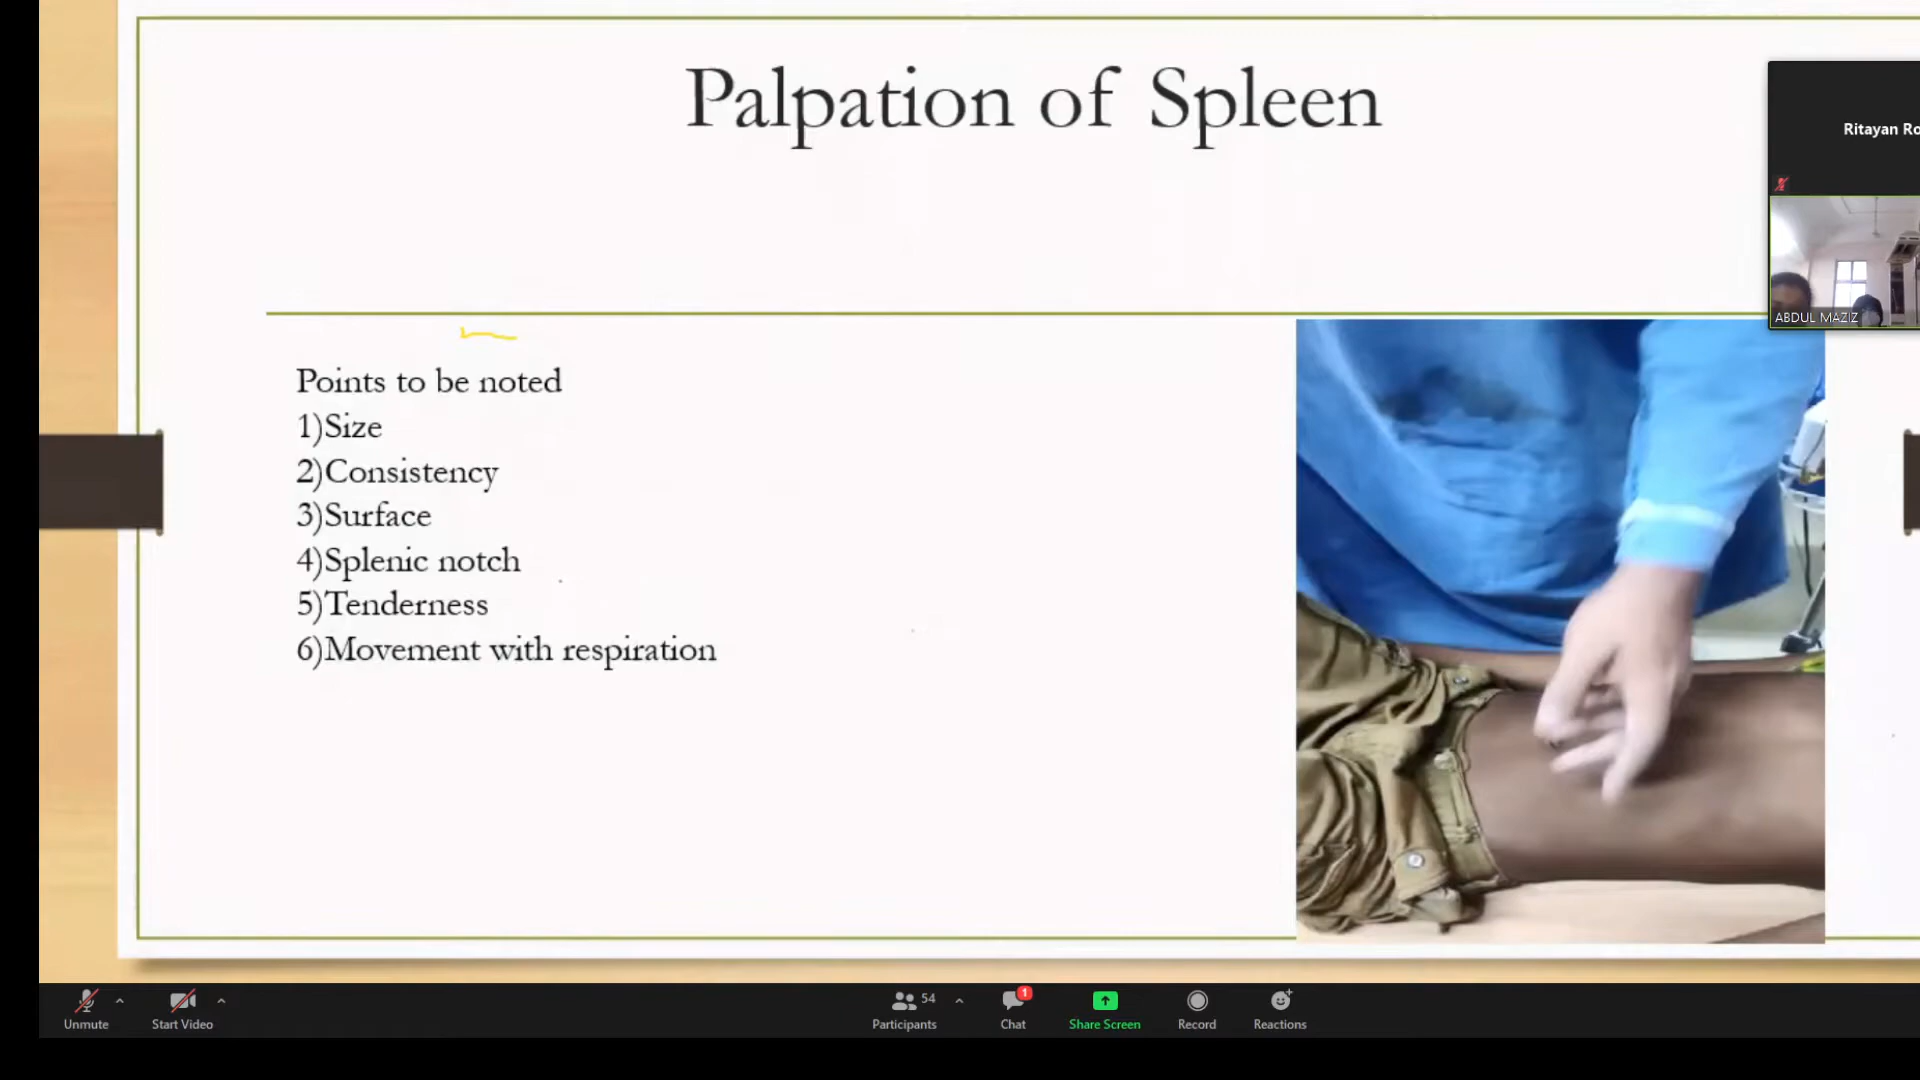 Palpation of Spleen
Ritayan Ro
ABDUL MAZIZ
Points to be noted
1)Size
2)Consistency
3)Surface
4)Splenic notch
5)Tenderness
6)Movement with respiration
Unmute
Start Video
54
Participants
1
Chat
Share Screen
Record
Reactions